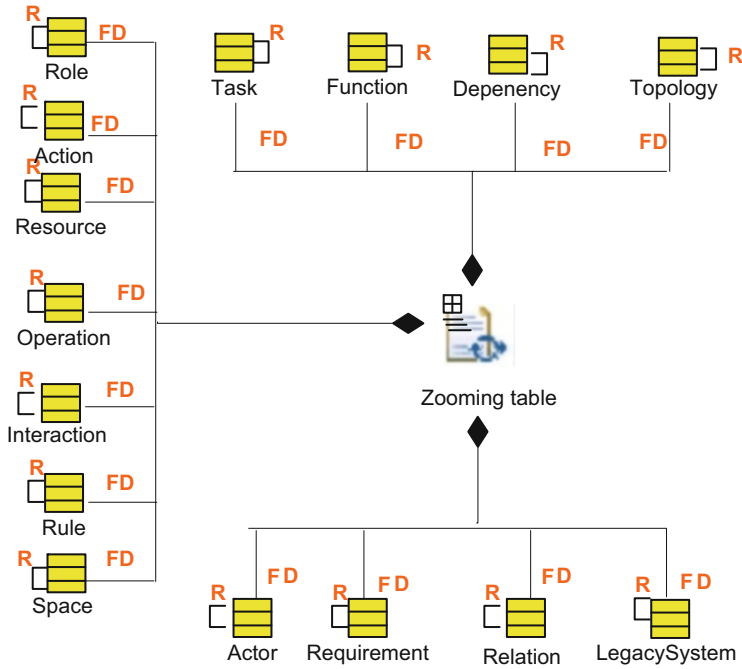 R FD
Role
R FD
Action
R FD
Resource
R FD
Operation
R FD
Interaction
R FD
Rule
R FD
Space
R R R R
Task Function Depenency Topology
FD FD FD FD
Zooming table
FD FD FD FD
R R R R
Actor Requirement Relation LegacySystem